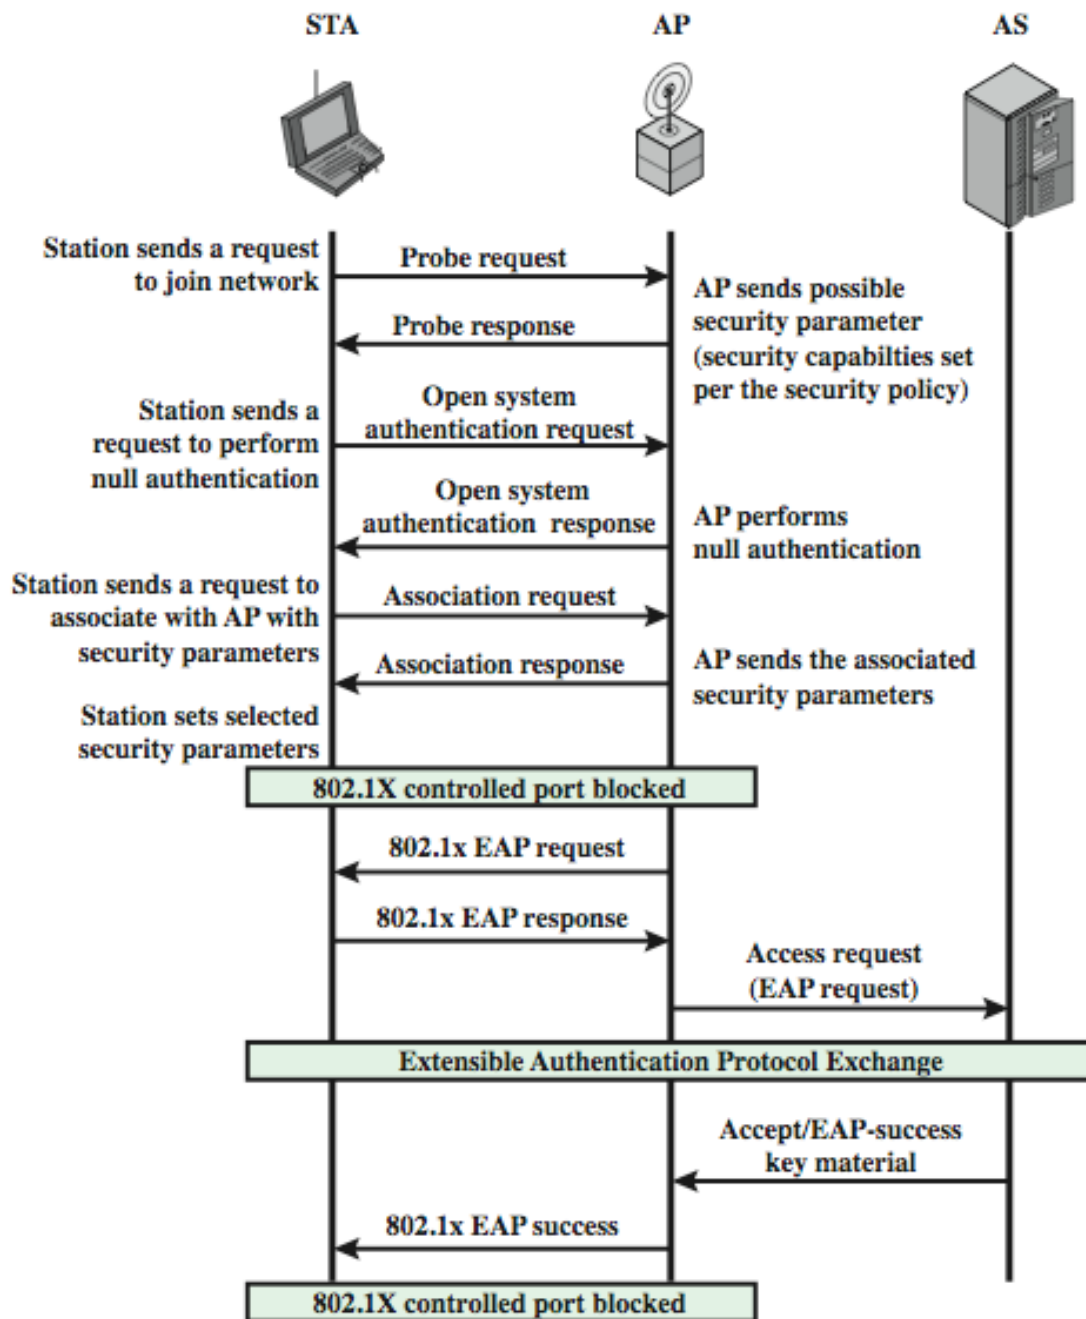 STA
AP
AS
Station sends a request
to join network
Probe request
AP sends possible
security parameter
(security capabilties set
per the security policy)
Probe response
Station sends a
request to perform
null authentication
Open system
authentication request
Open system
authentication response
AP performs
null authentication
Station sends a request to
associate with AP with
security parameters
Association request
Association response
AP sends the associated
security parameters
Station sets selected
security parameters
802.1X controlled port blocked
802.1x EAP request
802.1x EAP response
Access request
(EAP request)
Extensible Authentication Protocol Exchange
Accept/EAP-success
key material
802.1x EAP success
802.1X controlled port blocked